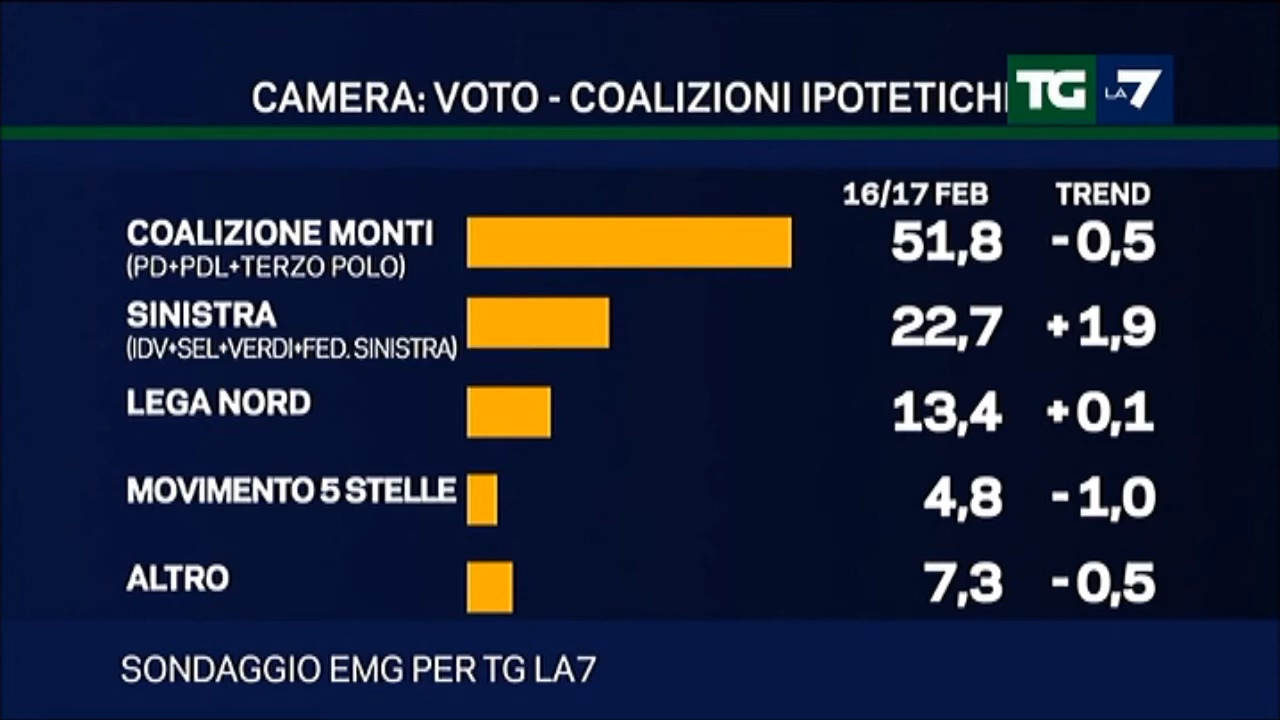 CAMERA: VOTO - COALIZIONI IPOTETICH
TG LA7
16/17 FEB TREND
COALIZIONE MONTI 51,8 -0,5
(PD+PDL+TERZO POLO)
SINISTRA 22,7 +1,9
(IDV+SEL+VERDI+FED. SINISTRA)
LEGA NORD 13,4 +0,1
MOVIMENTO 5 STELLE 4,8 -1,0
ALTRO 7,3 -0,5
SONDAGGIO EMG PER TG LA7